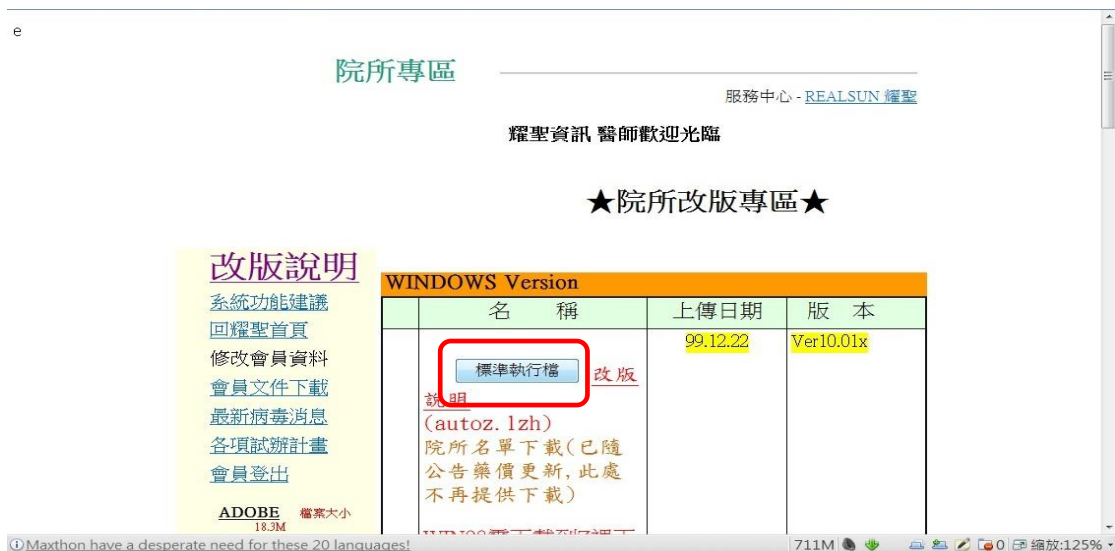 e
院所專區
服務中心 - REALSUN 耀聖
耀聖資訊 醫師歡迎光臨
★院所改版專區★
改版說明
系統功能建議
回耀聖首頁
修改會員資料
會員文件下載
最新病毒消息
各項試辦計畫
會員登出
ADOBE 檔案大小
18.3M
WINDOWS Version
名 稱 上傳日期 版 本
標準執行檔 改版 99.12.22 Ver10.01x
說明
(autoz.lzh)
院所名單下載(已隨
公告藥價更新,此處
不再提供下載)
Maxthon have a desperate need for these 20 languages!
711M 0 缩放:125%